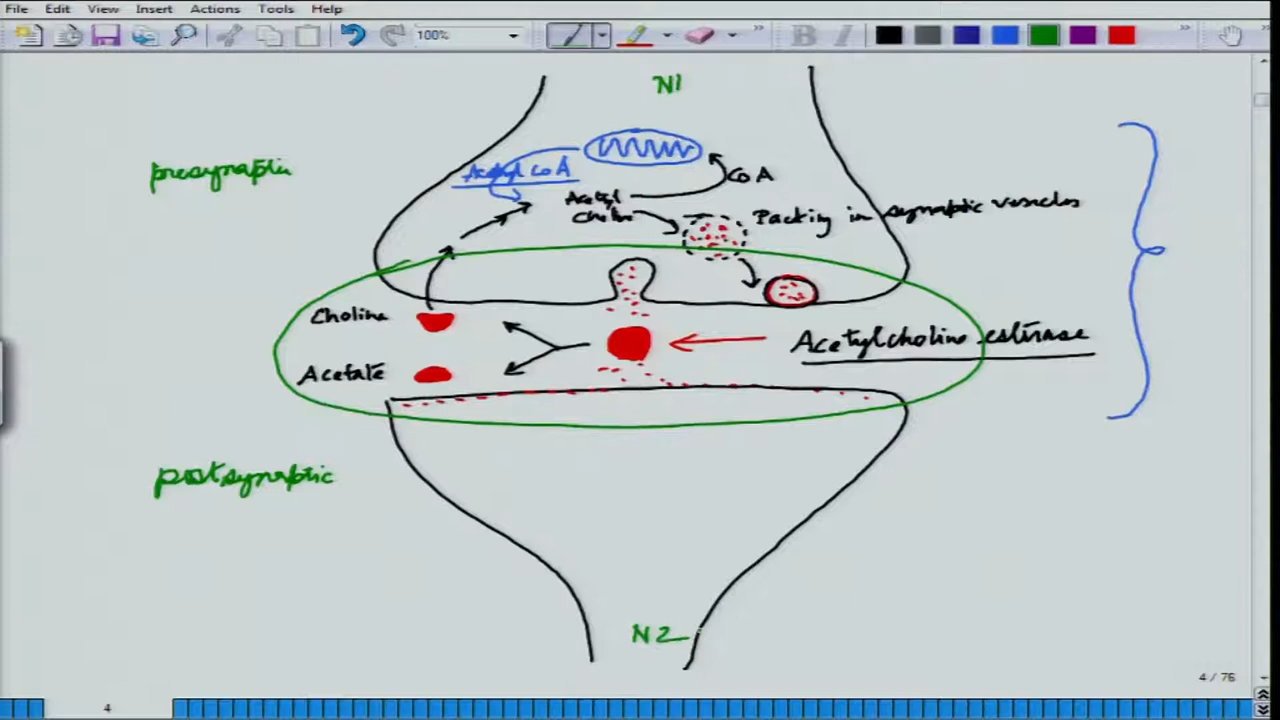 File Edit View Insert Actions Tools Help
100%
N1
presynaptic
Acetyl CoA
CoA
Acetyl
Choline
Packing in synaptic vesicles
Choline
Acetylcholine esterase
Acetate
postsynaptic
N2
4 / 76
4